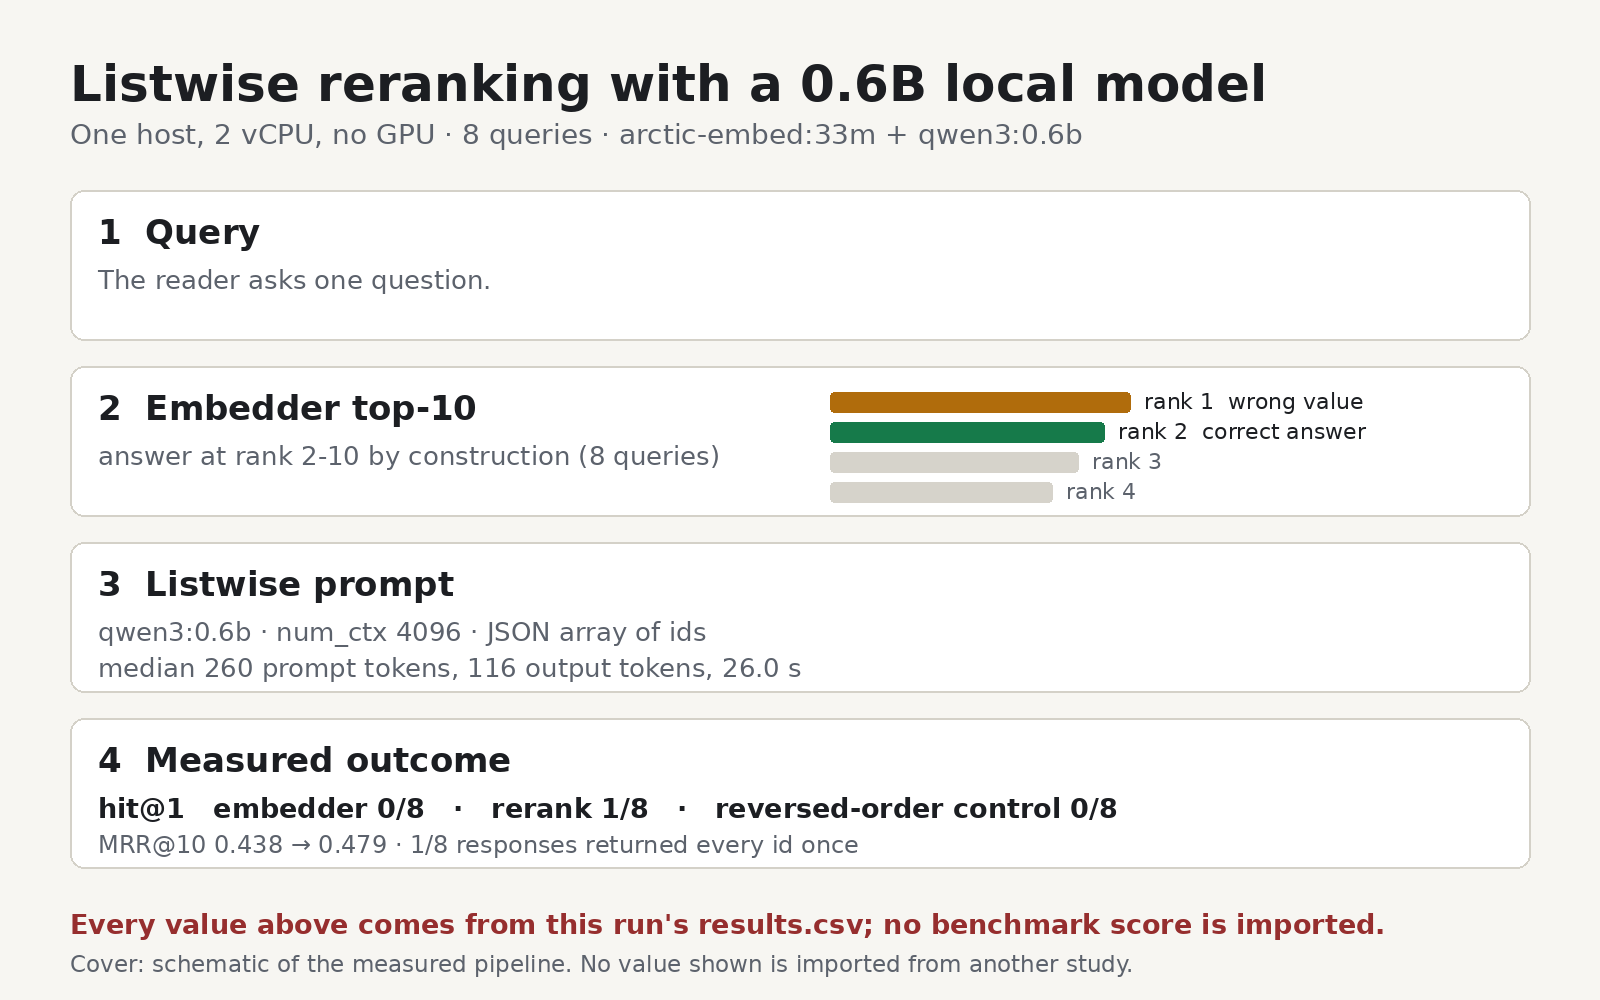 Listwise reranking with a 0.6B local model
One host, 2 vCPU, no GPU · 8 queries · arctic-embed:33m + qwen3:0.6b
1 Query
The reader asks one question.
2 Embedder top-10
answer at rank 2-10 by construction (8 queries)
rank 1 wrong value
rank 2 correct answer
rank 3
rank 4
3 Listwise prompt
qwen3:0.6b · num_ctx 4096 · JSON array of ids
median 260 prompt tokens, 116 output tokens, 26.0 s
4 Measured outcome
hit@1 embedder 0/8 · rerank 1/8 · reversed-order control 0/8
MRR@10 0.438 → 0.479 · 1/8 responses returned every id once
Every value above comes from this run's results.csv; no benchmark score is imported.
Cover: schematic of the measured pipeline. No value shown is imported from another study.